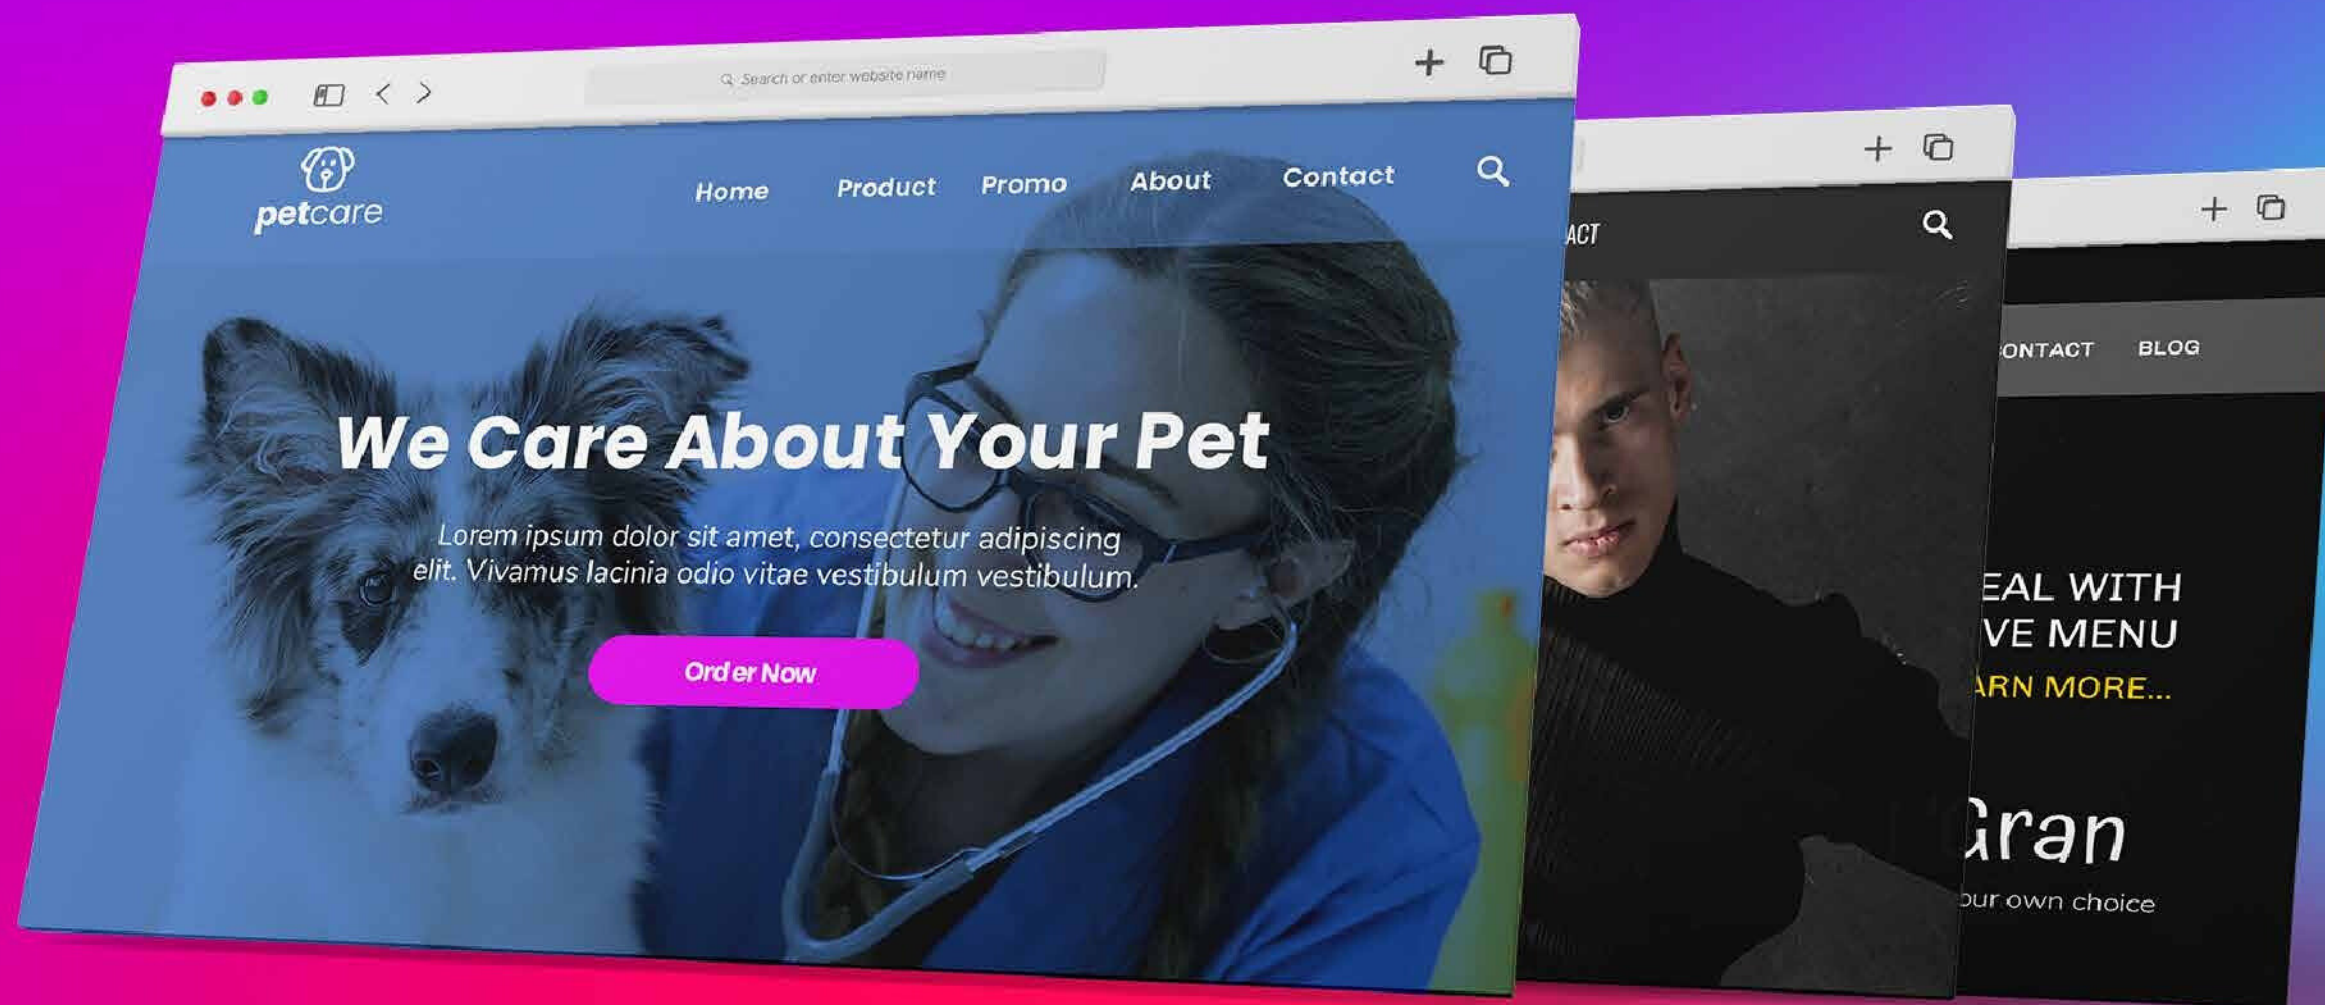 Search or enter website name
petcare
Home Product Promo About Contact
We Care About Your Pet
Lorem ipsum dolor sit amet, consectetur adipiscing
elit. Vivamus lacinia odio vitae vestibulum vestibulum.
Order Now
ACT
ONTACT BLOG
EAL WITH
VE MENU
ARN MORE...
Gran
our own choice